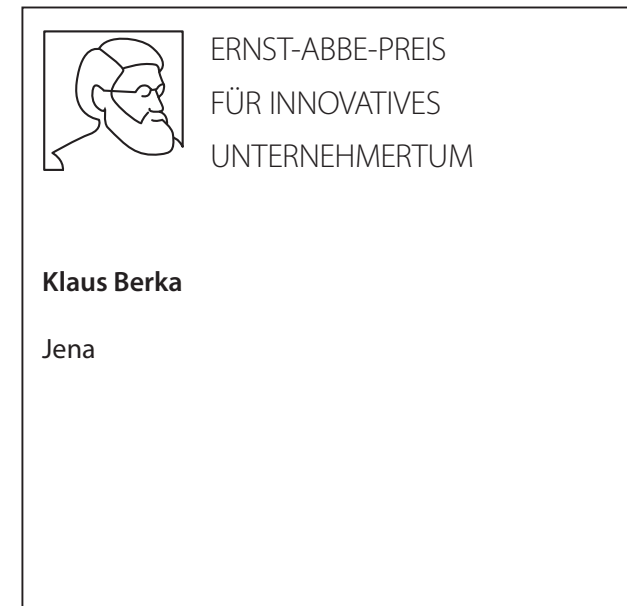 ERNST-ABBE-PREIS
FÜR INNOVATIVES
UNTERNEHMERTUM
Klaus Berka
Jena